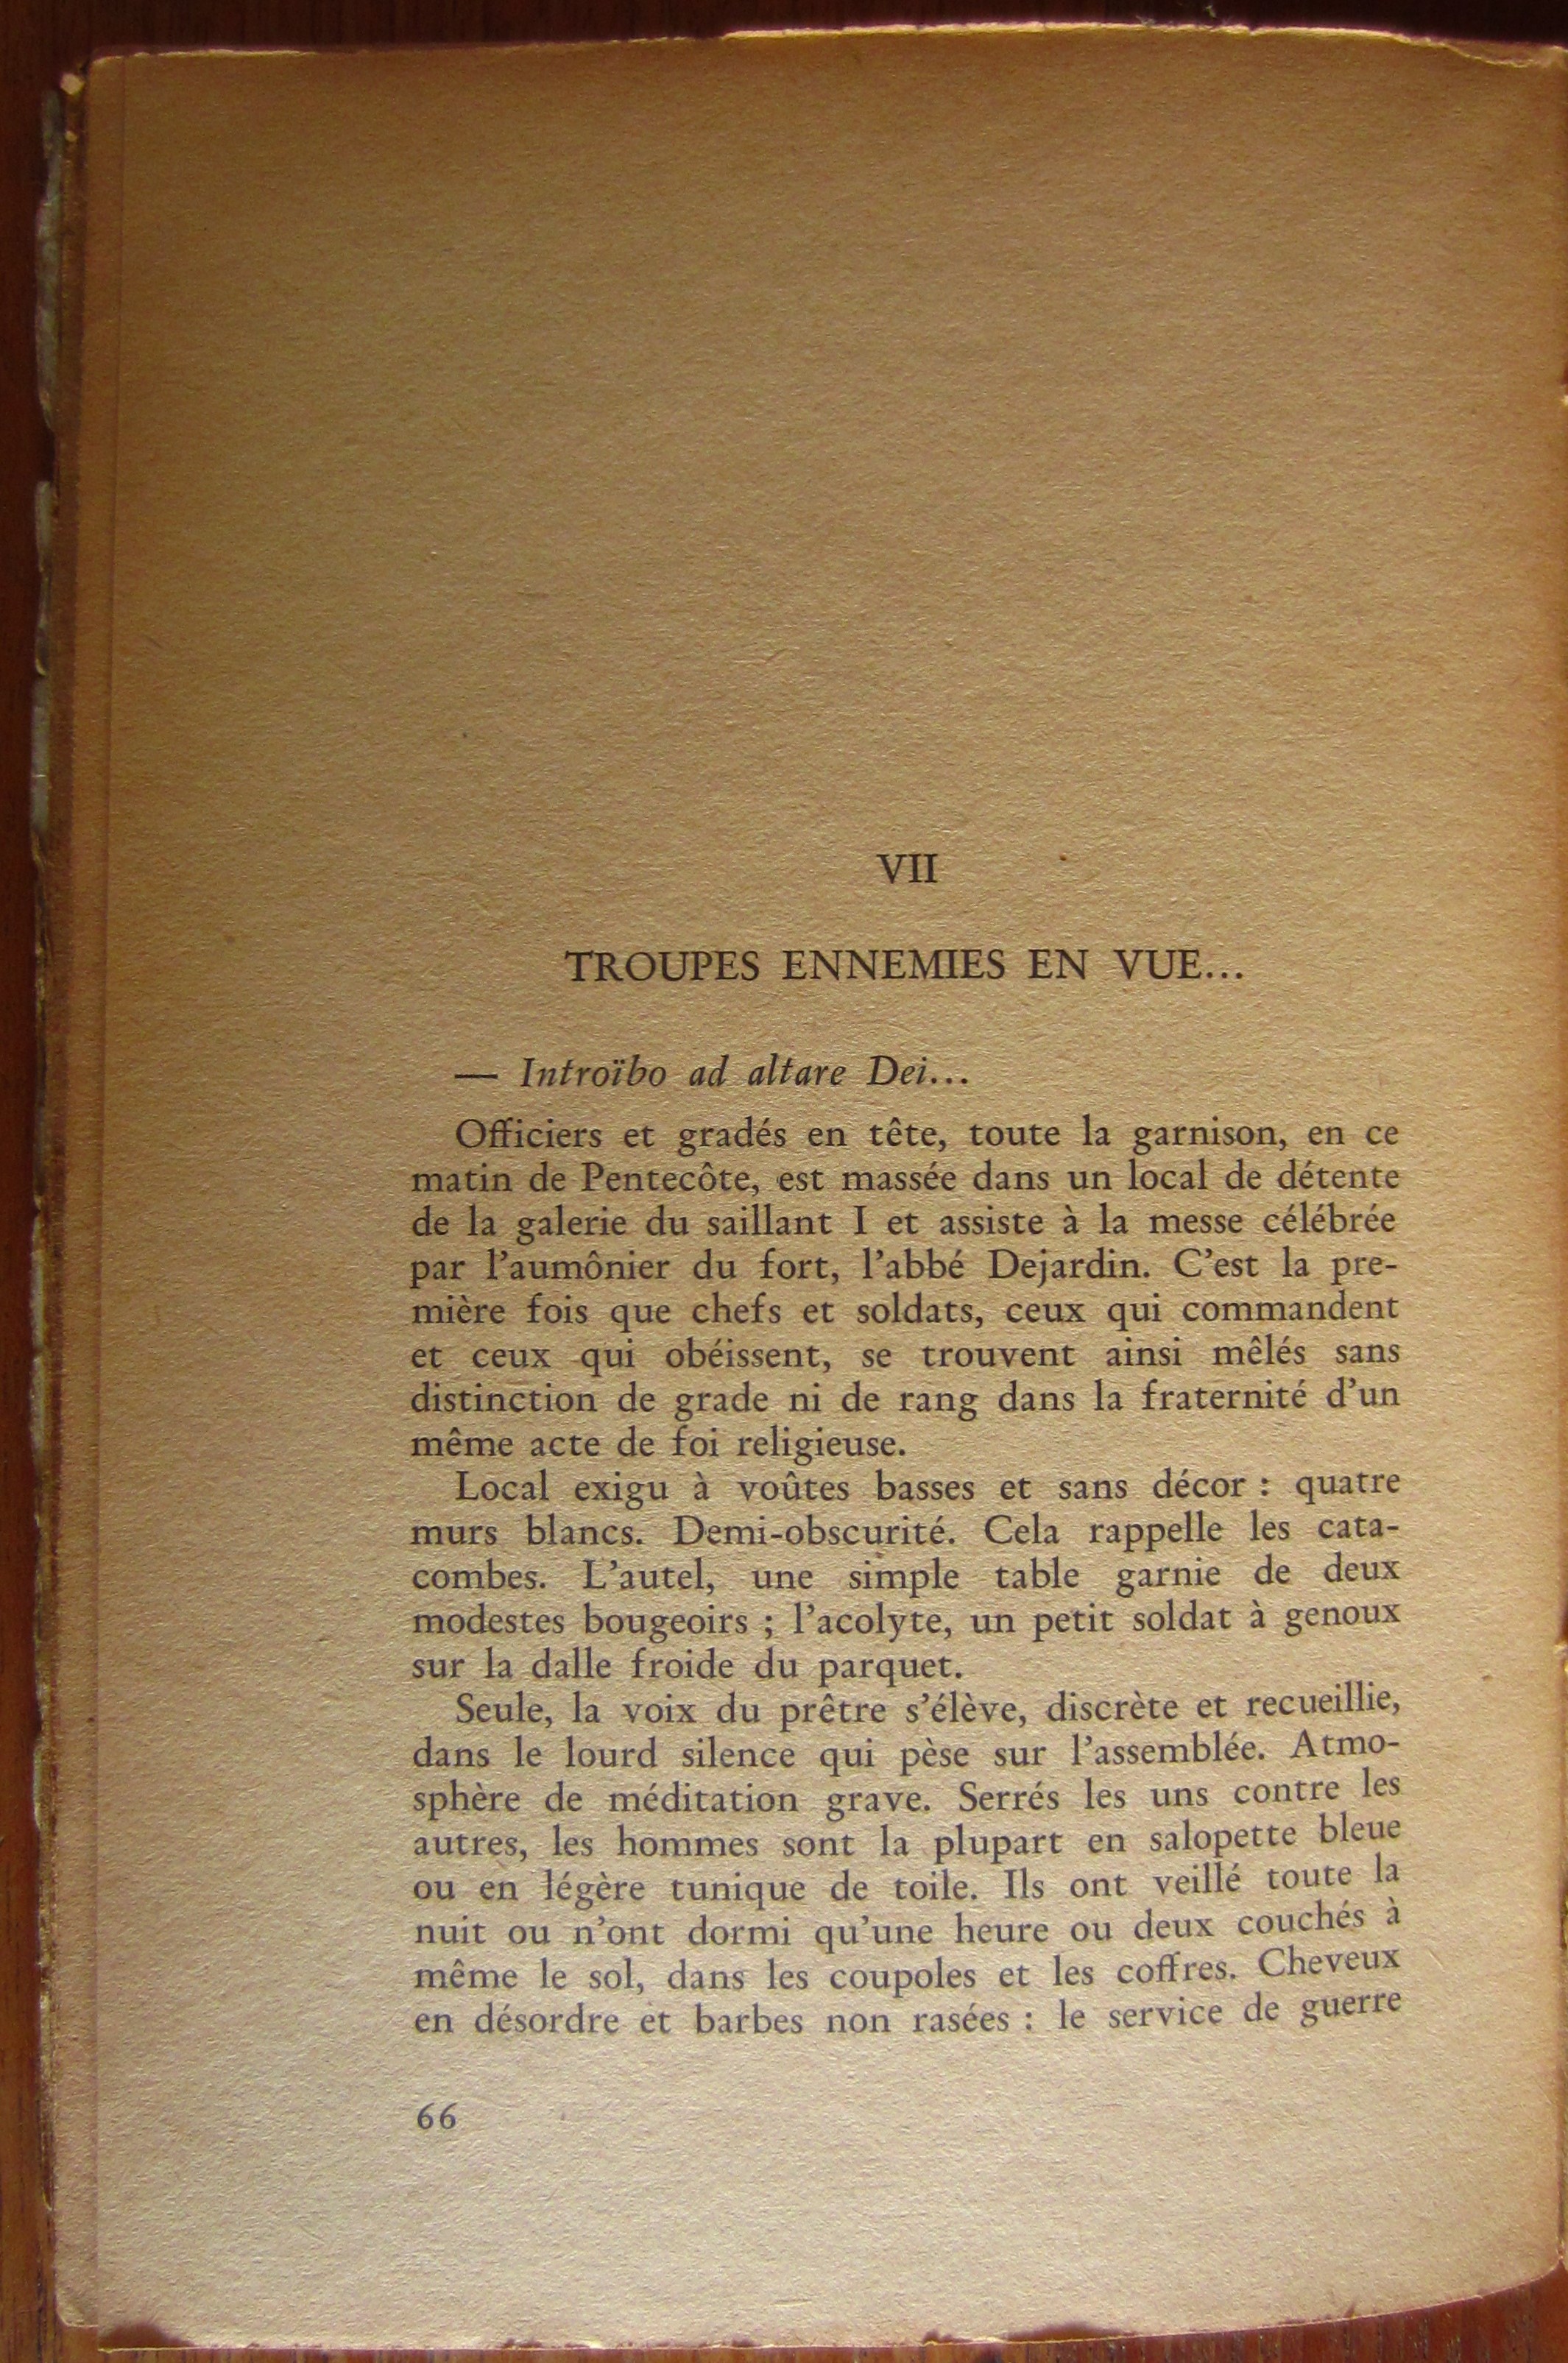 VII
TROUPES ENNEMIES EN VUE...
— Introïbo ad altare Dei...
Officiers et gradés en tête, toute la garnison, en ce
matin de Pentecôte, est massée dans un local de détente
de la galerie du saillant I et assiste à la messe célébrée
par l'aumônier du fort, l'abbé Dejardin. C'est la pre-
mière fois que chefs et soldats, ceux qui commandent
et ceux qui obéissent, se trouvent ainsi mêlés sans
distinction de grade ni de rang dans la fraternité d'un
même acte de foi religieuse.
Local exigu à voûtes basses et sans décor : quatre
murs blancs. Demi-obscurité. Cela rappelle les cata-
combes. L'autel, une simple table garnie de deux
modestes bougeoirs ; l'acolyte, un petit soldat à genoux
sur la dalle froide du parquet.
Seule, la voix du prêtre s'élève, discrète et recueillie,
dans le lourd silence qui pèse sur l'assemblée. Atmo-
sphère de méditation grave. Serrés les uns contre les
autres, les hommes sont la plupart en salopette bleue
ou en légère tunique de toile. Ils ont veillé toute la
nuit ou n'ont dormi qu'une heure ou deux couchés à
même le sol, dans les coupoles et les coffres. Cheveux
en désordre et barbes non rasées : le service de guerre
66